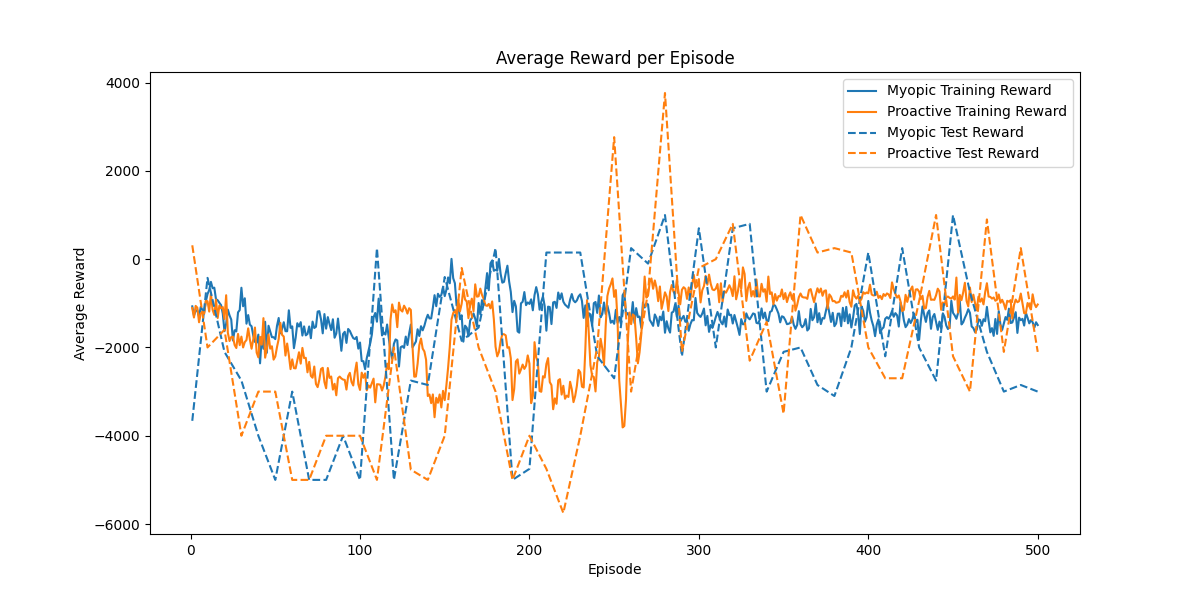 Average Reward per Episode
Average Reward
4000
2000
0
−2000
−4000
−6000
Myopic Training Reward
Proactive Training Reward
Myopic Test Reward
Proactive Test Reward
0
100
200
300
400
500
Episode